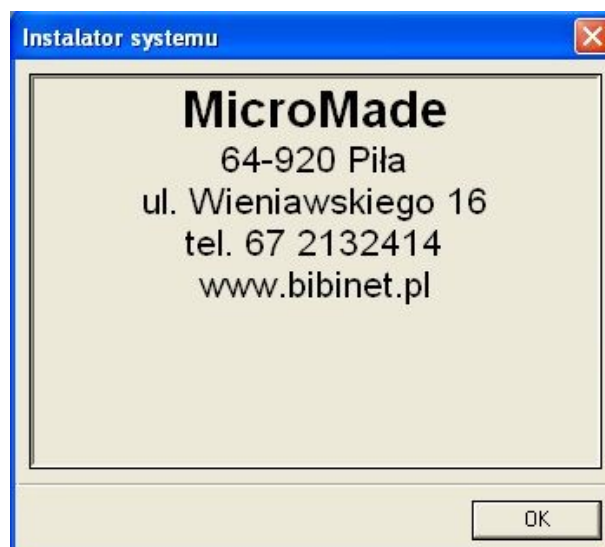 Instalator systemu
MicroMade
64-920 Piła
ul. Wieniawskiego 16
tel. 67 2132414
www.bibinet.pl
OK